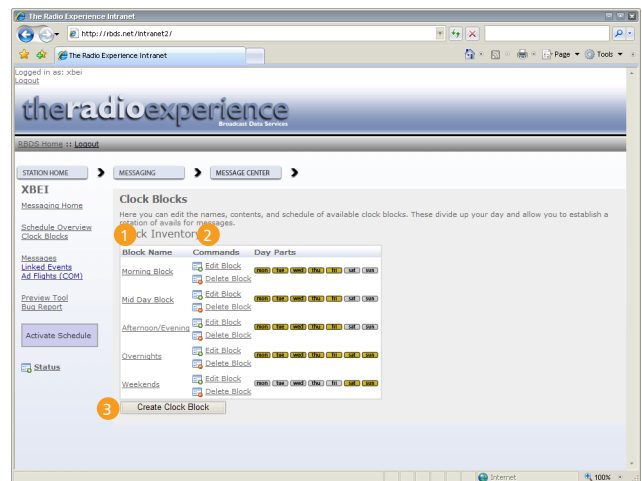 The Radio Experience Intranet
http://rbds.net/intranet2/
The Radio Experience Intranet
Page
Tools
Logged in as: xbei
Logout
theradioexperience
Broadcast Data Services
RBDS Home :: Logout
STATION HOME
MESSAGING
MESSAGE CENTER
XBEI
Messaging Home
Schedule Overview
Clock Blocks
Messages
Linked Events
Ad Flights (COM)
Preview Tool
Bug Report
Activate Schedule
Status
Clock Blocks
Here you can edit the names, contents, and schedule of available clock blocks. These divide up your day and allow you to establish a
rotation of avails for messages.
1 ck Inventory 2
Block Name Commands Day Parts
Morning Block Edit Block mon tue wed thu fri sat sun
Delete Block
Mid Day Block Edit Block mon tue wed thu fri sat sun
Delete Block
Afternoon/Evening Edit Block mon tue wed thu fri sat sun
Delete Block
Overnights Edit Block mon tue wed thu fri sat sun
Delete Block
Weekends Edit Block mon tue wed thu fri sat sun
Delete Block
3 Create Clock Block
Internet
100%